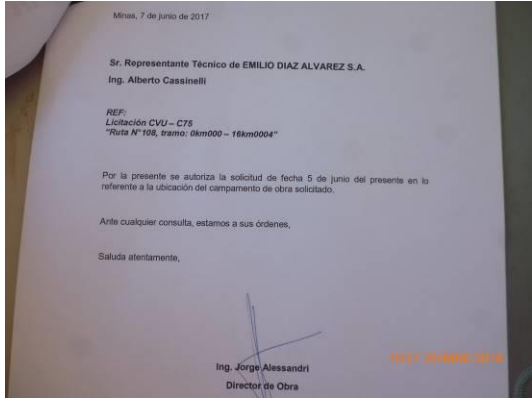 Minas, 7 de junio de 2017
Sr. Representante Técnico de EMILIO DIAZ ALVAREZ S.A.
Ing. Alberto Cassinelli
REF:
Licitación CVU – C75
"Ruta N°108, tramo: 0km000 – 16km0004"
Por la presente se autoriza la solicitud de fecha 5 de junio del presente en lo
referente a la ubicación del campamento de obra solicitado.
Ante cualquier consulta, estamos a sus órdenes,
Saluda atentamente,
Ing. Jorge Alessandri
Director de Obra